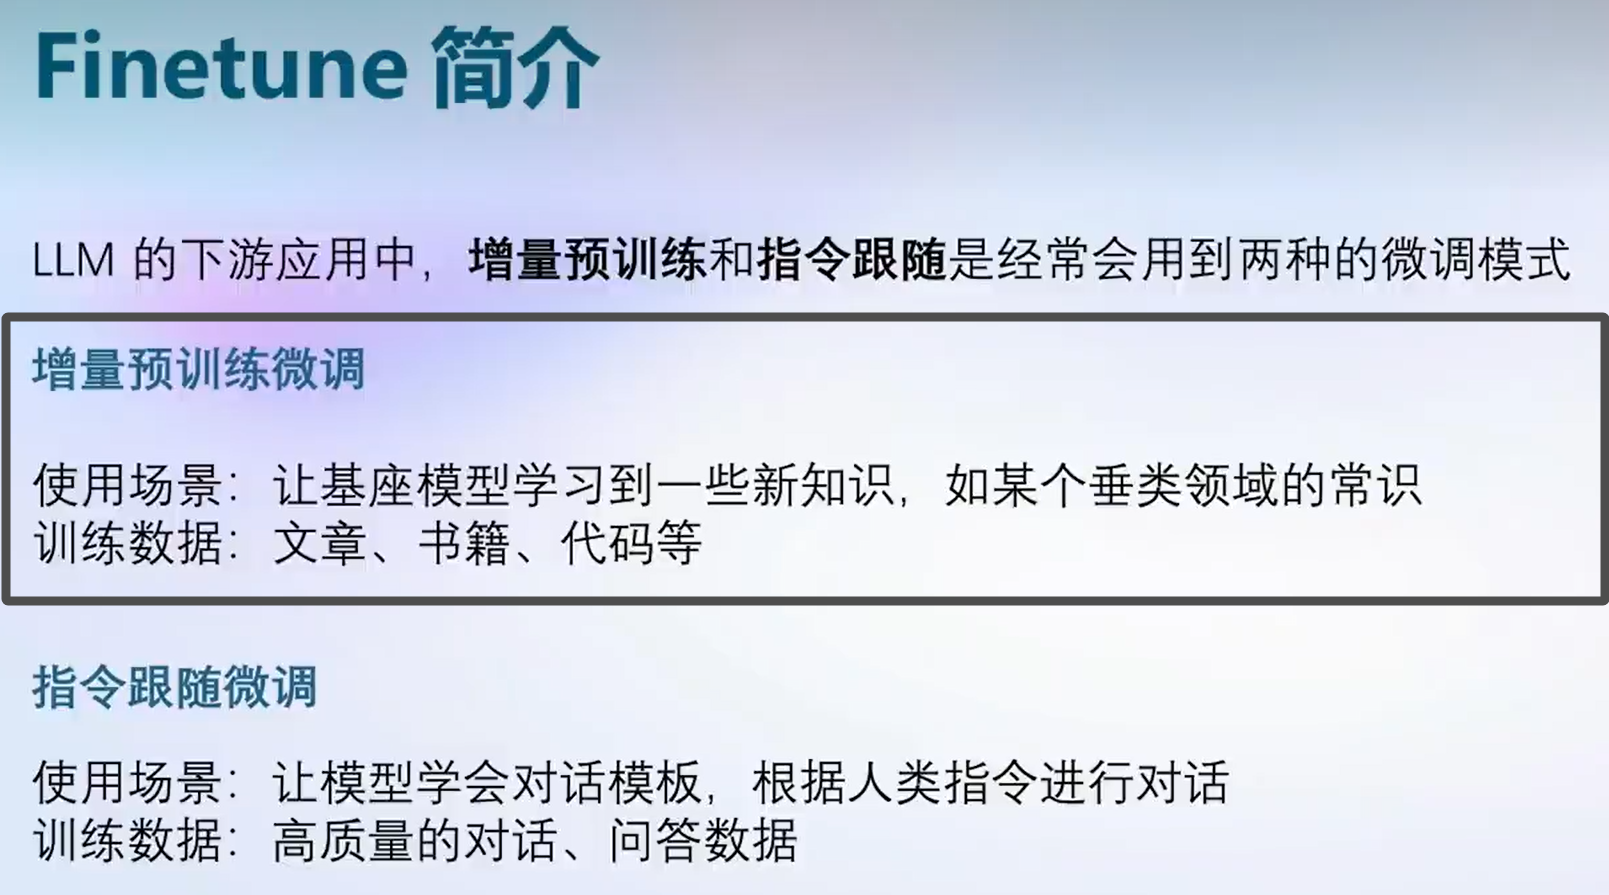 Finetune 简介
LLM 的下游应用中，增量预训练和指令跟随是经常会用到两种的微调模式
增量预训练微调
使用场景：让基座模型学习到一些新知识，如某个垂类领域的常识
训练数据：文章、书籍、代码等
指令跟随微调
使用场景：让模型学会对话模板，根据人类指令进行对话
训练数据：高质量的对话、问答数据